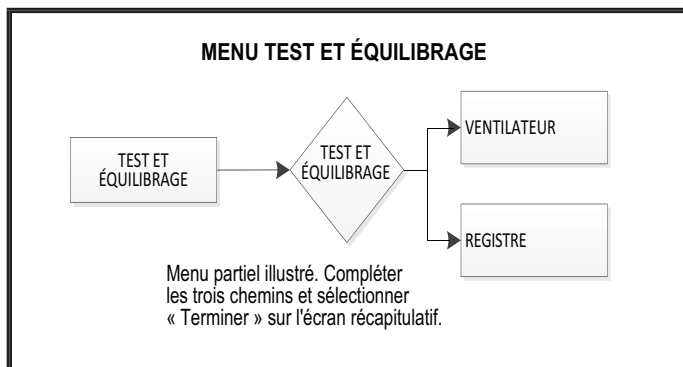 MENU TEST ET ÉQUILIBRAGE
TEST ET
ÉQUILIBRAGE
TEST ET
ÉQUILIBRAGE
VENTILATEUR
REGISTRE
Menu partiel illustré. Compléter
les trois chemins et sélectionner
« Terminer » sur l'écran récapitulatif.